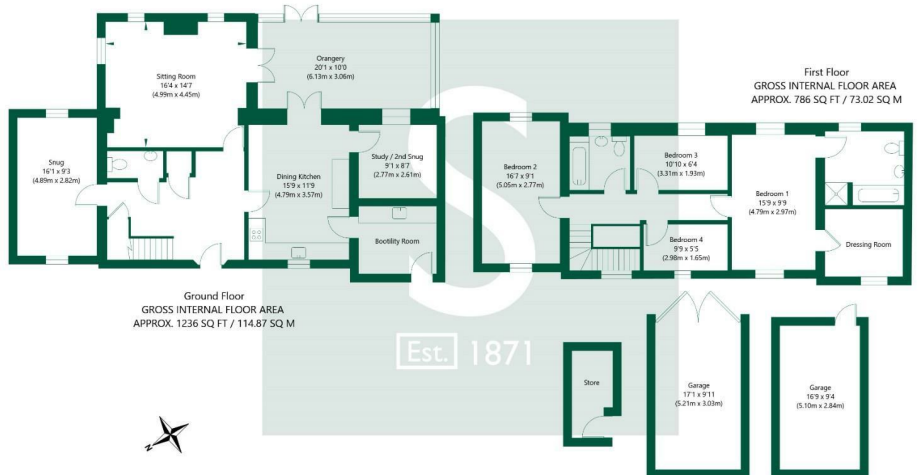 Orangery
20'1 x 10'0
(6.13m x 3.06m)
Sitting Room
16'4 x 14'7
(4.99m x 4.45m)
Snug
16'1 x 9'3
(4.89m x 2.82m)
Dining Kitchen
15'9 x 11'9
(4.79m x 3.57m)
Study / 2nd Snug
9'1 x 8'7
(2.77m x 2.61m)
Bootility Room
Ground Floor
GROSS INTERNAL FLOOR AREA
APPROX. 1236 SQ FT / 114.87 SQ M
First Floor
GROSS INTERNAL FLOOR AREA
APPROX. 786 SQ FT / 73.02 SQ M
Bedroom 2
16'7 x 9'1
(5.05m x 2.77m)
Bedroom 3
10'10 x 6'4
(3.31m x 1.93m)
Bedroom 1
15'9 x 9'9
(4.79m x 2.97m)
Bedroom 4
9'9 x 5'5
(2.98m x 1.65m)
Dressing Room
S
Est. 1871
Store
Garage
17'1 x 9'11
(5.21m x 3.03m)
Garage
16'9 x 9'4
(5.10m x 2.84m)
N